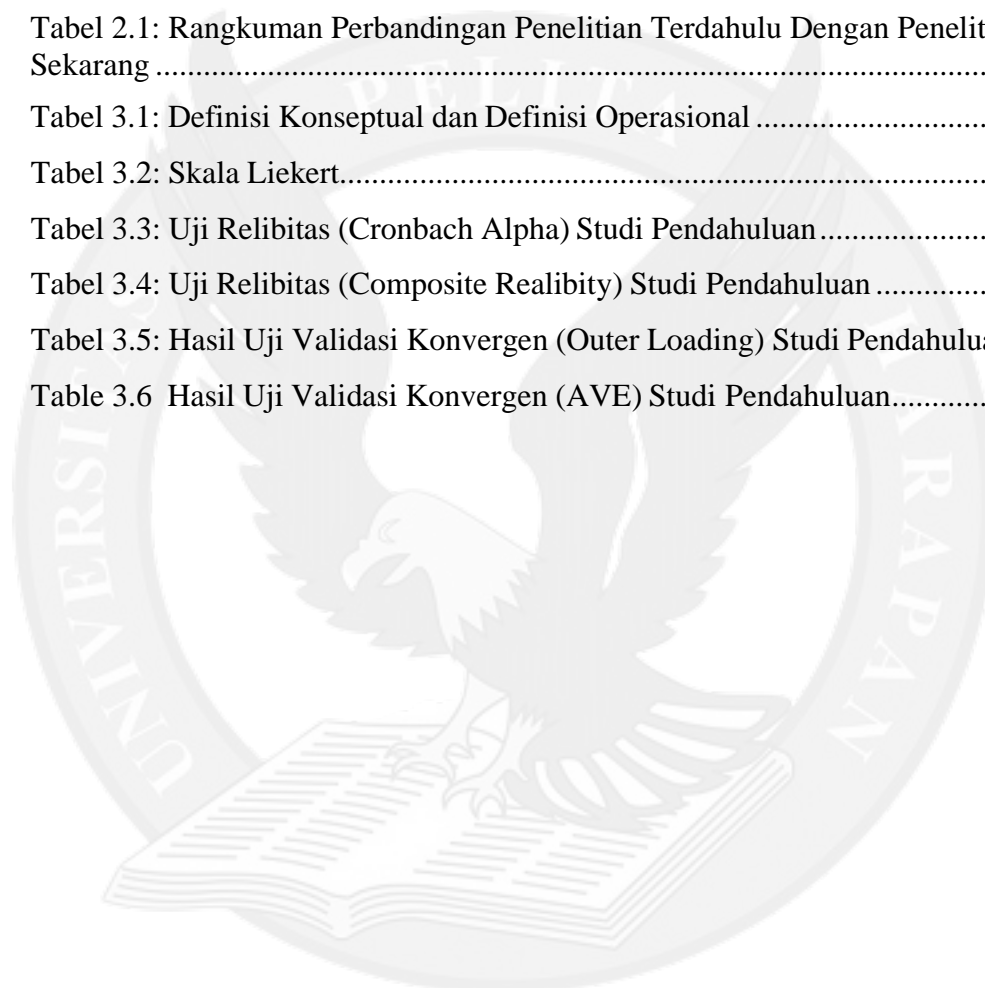 Tabel 2.1: Rangkuman Perbandingan Penelitian Terdahulu Dengan Penelit
Sekarang ........................................................................................
Tabel 3.1: Definisi Konseptual dan Definisi Operasional .........................
Tabel 3.2: Skala Liekert....................................................................
Tabel 3.3: Uji Relibitas (Cronbach Alpha) Studi Pendahuluan ..................
Tabel 3.4: Uji Relibitas (Composite Realibity) Studi Pendahuluan ............
Tabel 3.5: Hasil Uji Validasi Konvergen (Outer Loading) Studi Pendahulua
Table 3.6 Hasil Uji Validasi Konvergen (AVE) Studi Pendahuluan.............
UNIVERSITAS PELITA HARAPAN